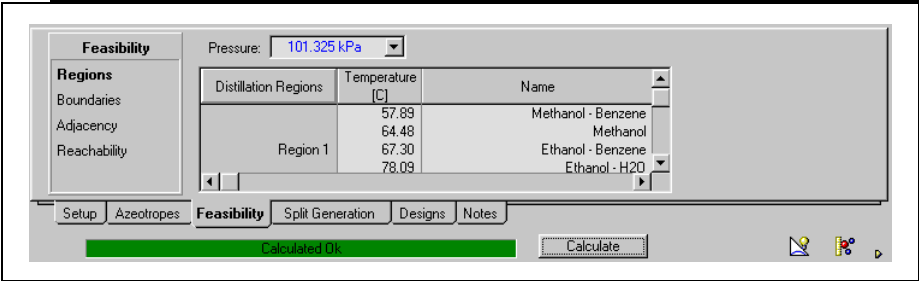 Feasibility
Regions
Boundaries
Adjacency
Reachability
Pressure: 101.325 kPa
Distillation Regions Temperature [C] Name
57.89 Methanol - Benzene
64.48 Methanol
Region 1 67.30 Ethanol - Benzene
78.09 Ethanol - H2O
Setup Azeotropes Feasibility Split Generation Designs Notes
Calculated Ok Calculate